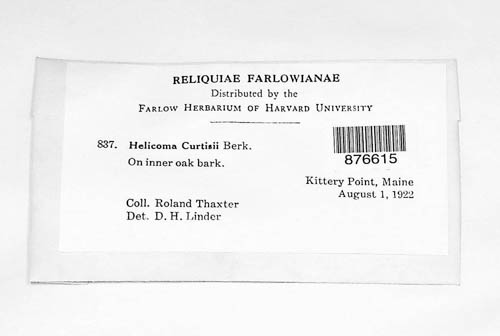 RELIQUIAE FARLOWIANAE
Distributed by the
FARLOW HERBARIUM OF HARVARD UNIVERSITY
837. Helicoma Curtisii Berk.
On inner oak bark.
876615
Kittery Point, Maine
August 1, 1922
Coll. Roland Thaxter
Det. D. H. Linder